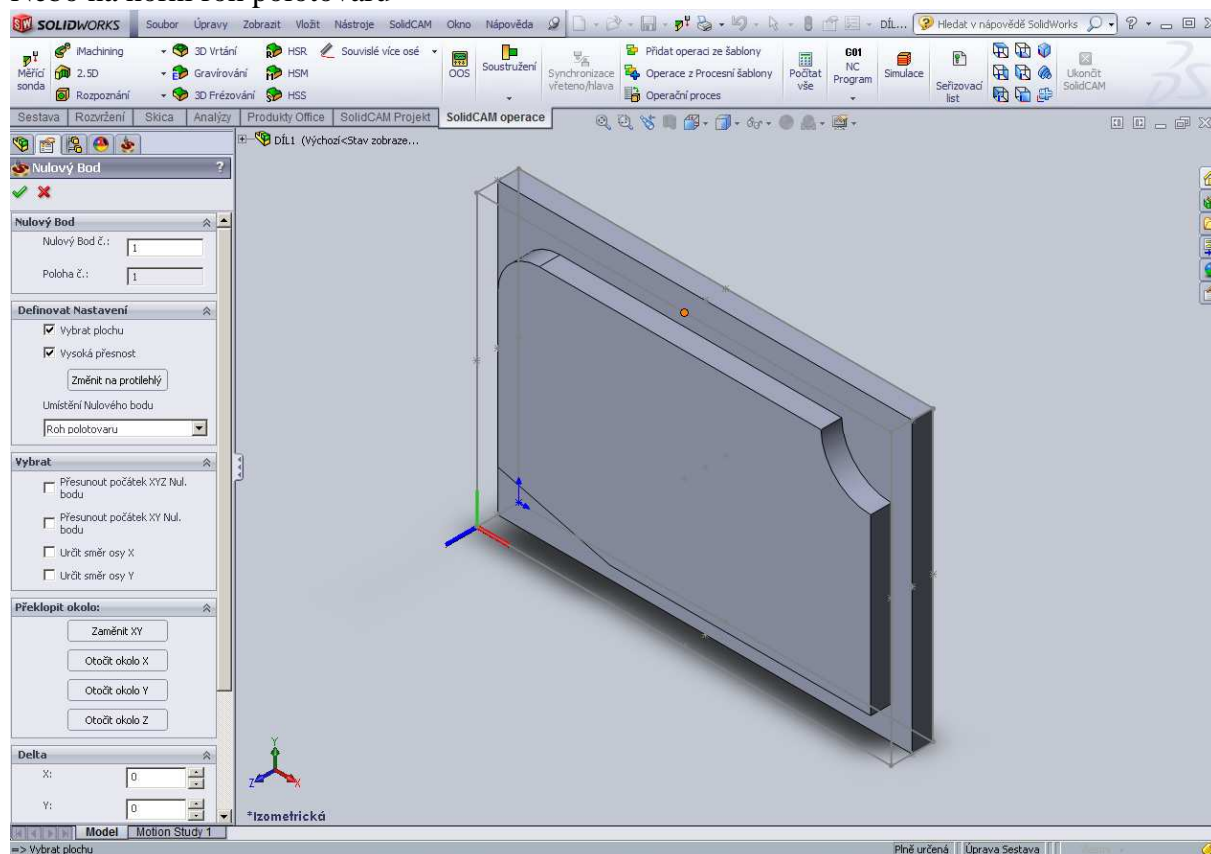 Nebo na horní roh polotovaru
SOLIDWORKS Soubor Úpravy Zobrazit Vložit Nástroje SolidCAM Okno Nápověda DÍL... Hledat v nápovědě SolidWorks
Měřící sonda
iMachining
2.5D
Rozpoznání
3D Vrtání
Gravírování
3D Frézování
HSR
HSM
HSS
Souvislé více osé
OOS
Soustružení
Synchronizace vřeteno/hlava
Přidat operaci ze šablony
Operace z Procesní šablony
Operační proces
Počítat vše
G01
NC
Program
Simulace
Seřizovací list
Ukončit SolidCAM
Sestava Rozvržení Skica Analýzy Produkty Office SolidCAM Projekt SolidCAM operace
DÍL1 (Výchozí<Stav zobraze...
Nulový Bod ?
Nulový Bod
Nulový Bod č.: 1
Poloha č.: 1
Definovat Nastavení
Vybrat plochu
Vysoká přesnost
Změnit na protilehlý
Umístění Nulového bodu
Roh polotovaru
Vybrat
Přesunout počátek XYZ Nul.
bodu
Přesunout počátek XY Nul.
bodu
Určit směr osy X
Určit směr osy Y
Překlopit okolo:
Zaměnit XY
Otočit okolo X
Otočit okolo Y
Otočit okolo Z
Delta
X: 0
Y: 0
Y
Z
X
*Izometrická
Model Motion Study 1
=> Vybrat plochu Plně určená Úprava Sestava